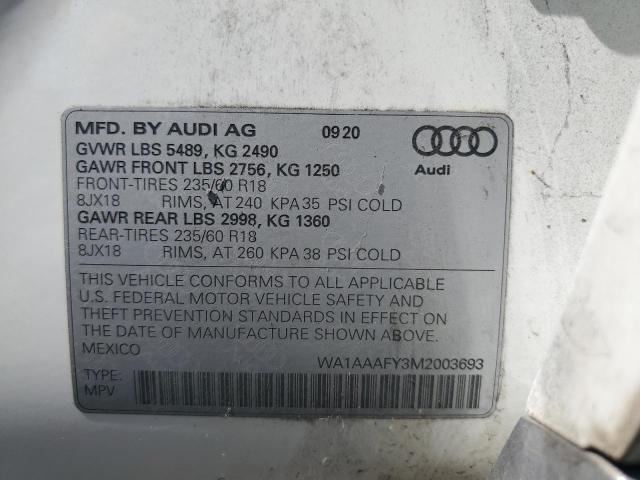 MFD. BY AUDI AG 0920
GVWR LBS 5489, KG 2490
GAWR FRONT LBS 2756, KG 1250
Audi
FRONT-TIRES 235/60 R18
8JX18 RIMS, AT 240 KPA 35 PSI COLD
GAWR REAR LBS 2998, KG 1360
REAR-TIRES 235/60 R18
8JX18 RIMS, AT 260 KPA 38 PSI COLD
THIS VEHICLE CONFORMS TO ALL APPLICABLE
U.S. FEDERAL MOTOR VEHICLE SAFETY AND
THEFT PREVENTION STANDARDS IN EFFECT ON
THE DATE OF MANUFACTURE SHOWN ABOVE.
MEXICO WA1AAAFY3M2003693
TYPE:
MPV